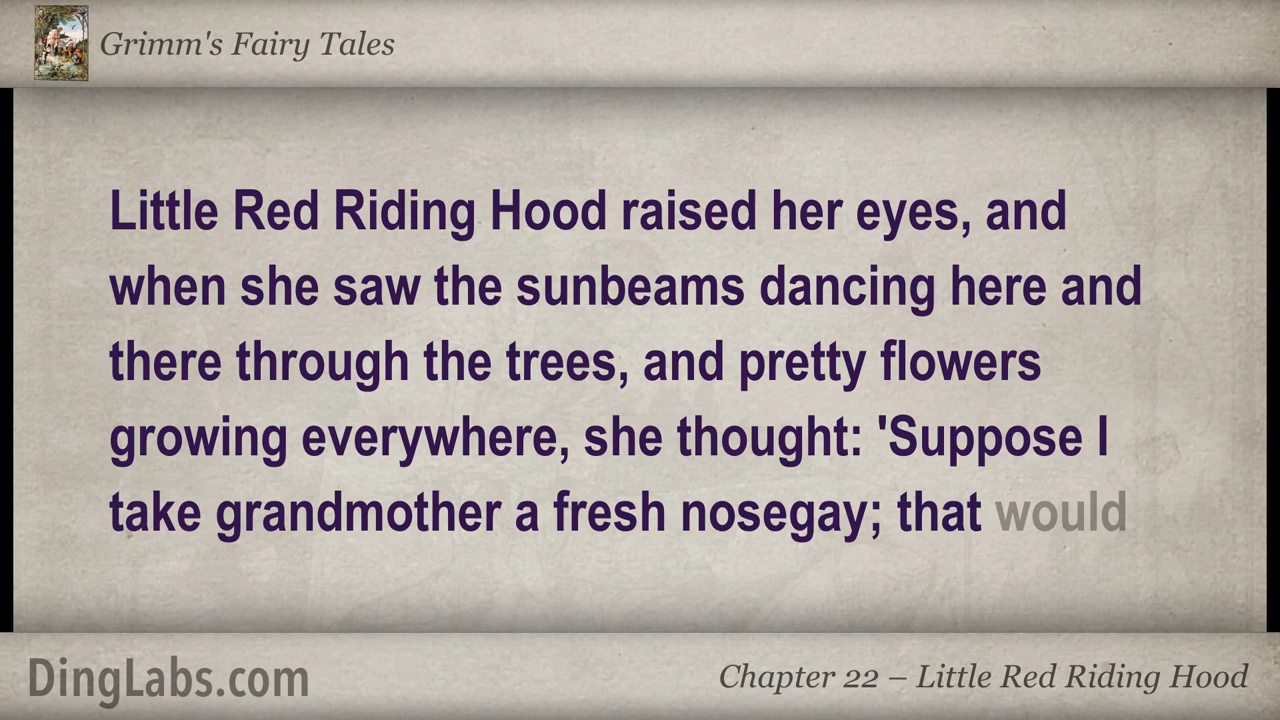 Grimm's Fairy Tales
Little Red Riding Hood raised her eyes, and
when she saw the sunbeams dancing here and
there through the trees, and pretty flowers
growing everywhere, she thought: 'Suppose I
take grandmother a fresh nosegay; that would
DingLabs.com
Chapter 22 – Little Red Riding Hood